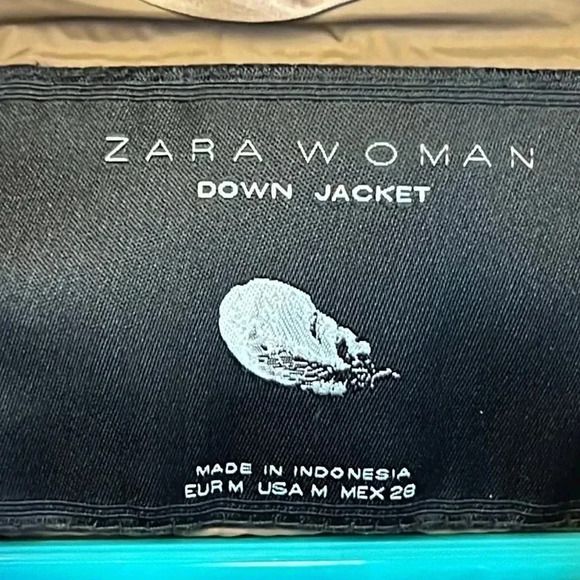 ZARA WOMAN
DOWN JACKET
MADE IN INDONESIA
EUR M USA M MEX 28